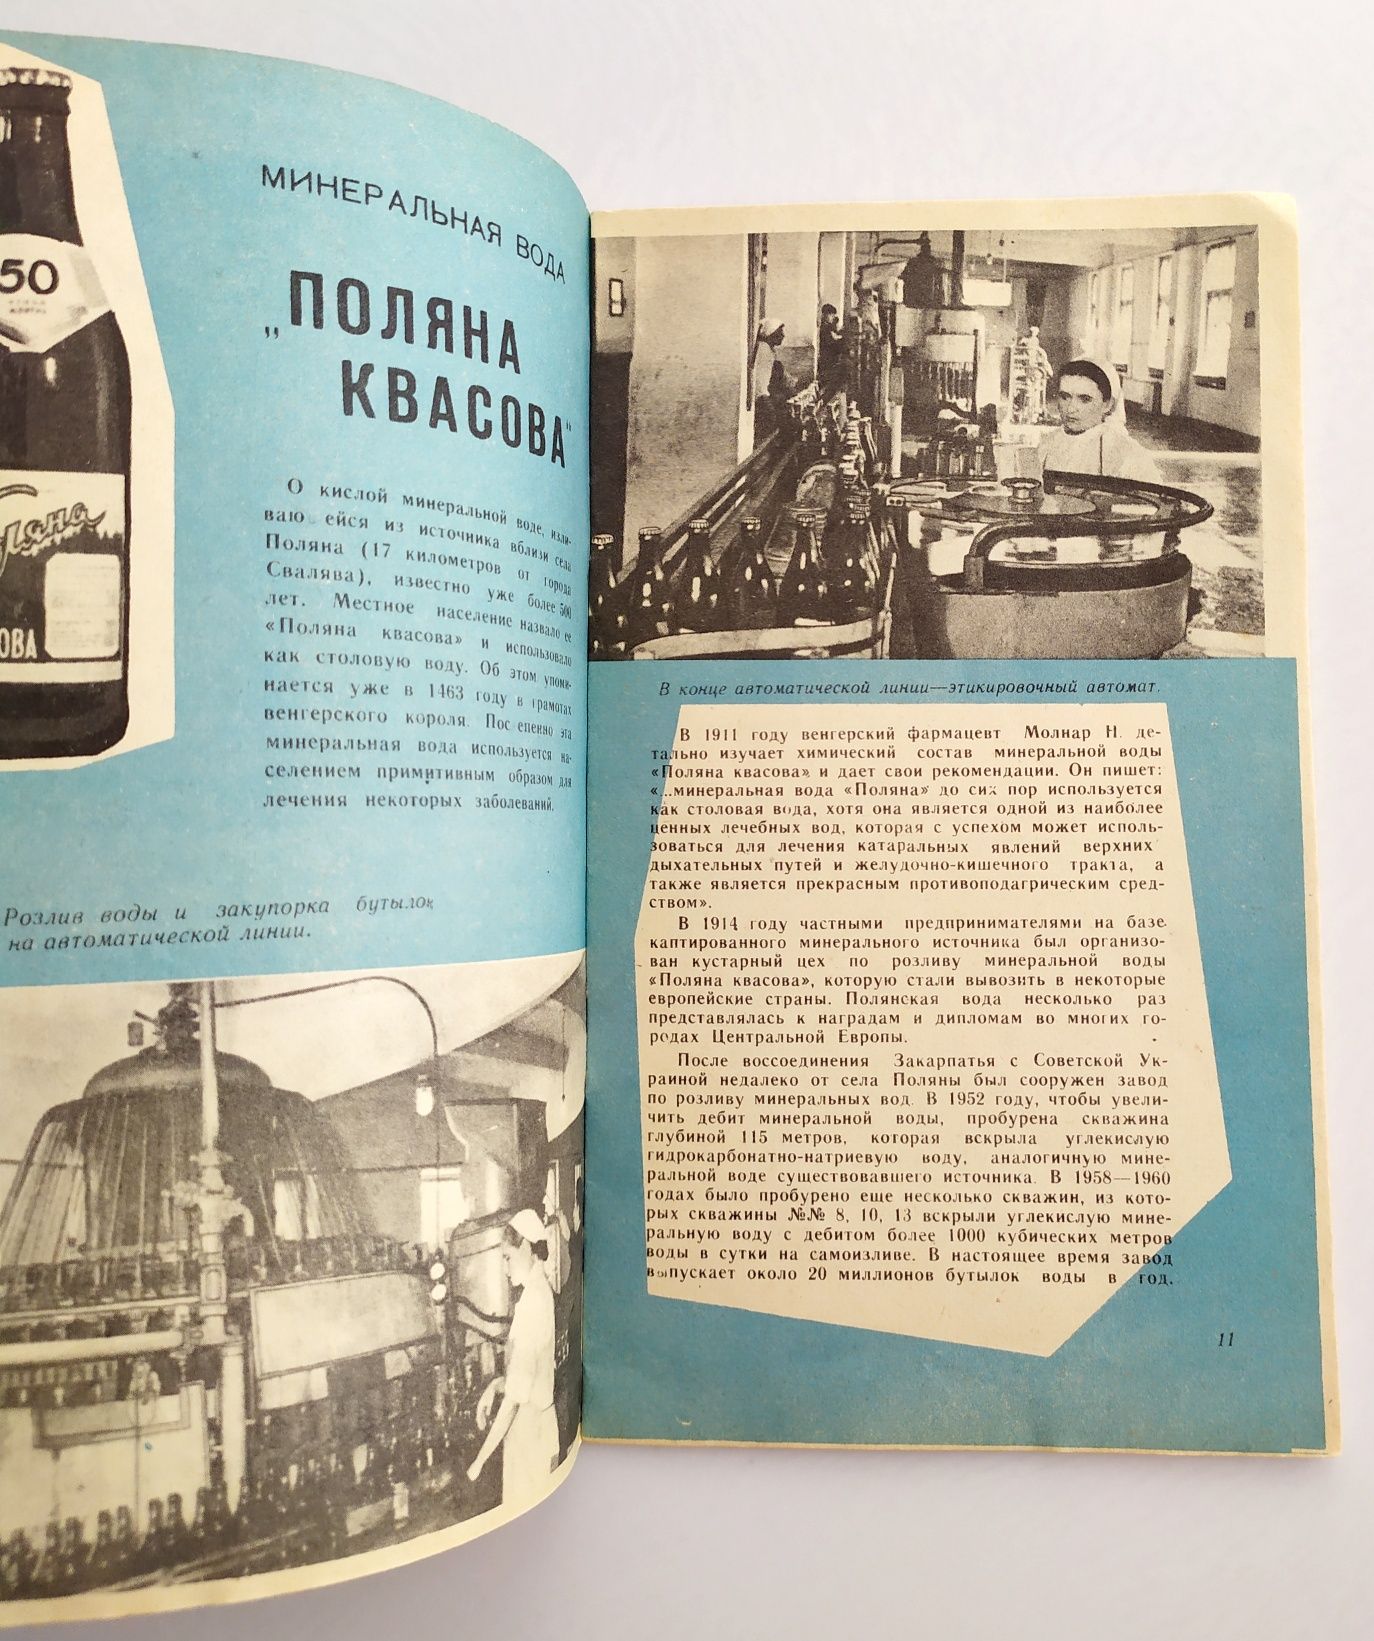 50
Поляна
ОВА
МИНЕРАЛЬНАЯ ВОДА
„ПОЛЯНА
КВАСОВА"
О кислой минеральной воде, изли-
ваю ейся из источника вблизи села
Поляна (17 километров от города
Свалява), известно уже более 500
лет. Местное население назвало ее
«Поляна квасова» и использовало
как столовую воду. Об этом упоми-
нается уже в 1463 году в грамотах
венгерского короля. Пос епенно эта
минеральная вода используется на-
селением примитивным образом для
лечения некоторых заболеваний.
Розлив воды и закупорка бутылок
на автоматической линии.
В конце автоматической линии—этикировочный автомат.
В 1911 году венгерский фармацевт Молнар Н. де-
тально изучает химический состав минеральной воды
«Поляна квасова» и дает свои рекомендации. Он пишет:
«...минеральная вода «Поляна» до сих пор используется
как столовая вода, хотя она является одной из наиболее
ценных лечебных вод, которая с успехом может исполь-
зоваться для лечения катаральных явлений верхних
дыхательных путей и желудочно-кишечного тракта, а
также является прекрасным противоподагрическим сред-
ством».
В 1914 году частными предпринимателями на базе
каптированного минерального источника был организо-
ван кустарный цех по розливу минеральной воды
«Поляна квасова», которую стали вывозить в некоторые
европейские страны. Полянская вода несколько раз
представлялась к наградам и дипломам во многих го-
родах Центральной Европы.
После воссоединения Закарпатья с Советской Ук-
раиной недалеко от села Поляны был сооружен завод
по розливу минеральных вод. В 1952 году, чтобы увели-
чить дебит минеральной воды, пробурена скважина
глубиной 115 метров, которая вскрыла углекислую
гидрокарбонатно-натриевую воду, аналогичную мине-
ральной воде существовавшего источника. В 1958—1960
годах было пробурено еще несколько скважин, из кото-
рых скважины №№ 8, 10, 13 вскрыли углекислую мине-
ральную воду с дебитом более 1000 кубических метров
воды в сутки на самоизливе. В настоящее время завод
выпускает около 20 миллионов бутылок воды в год.
11